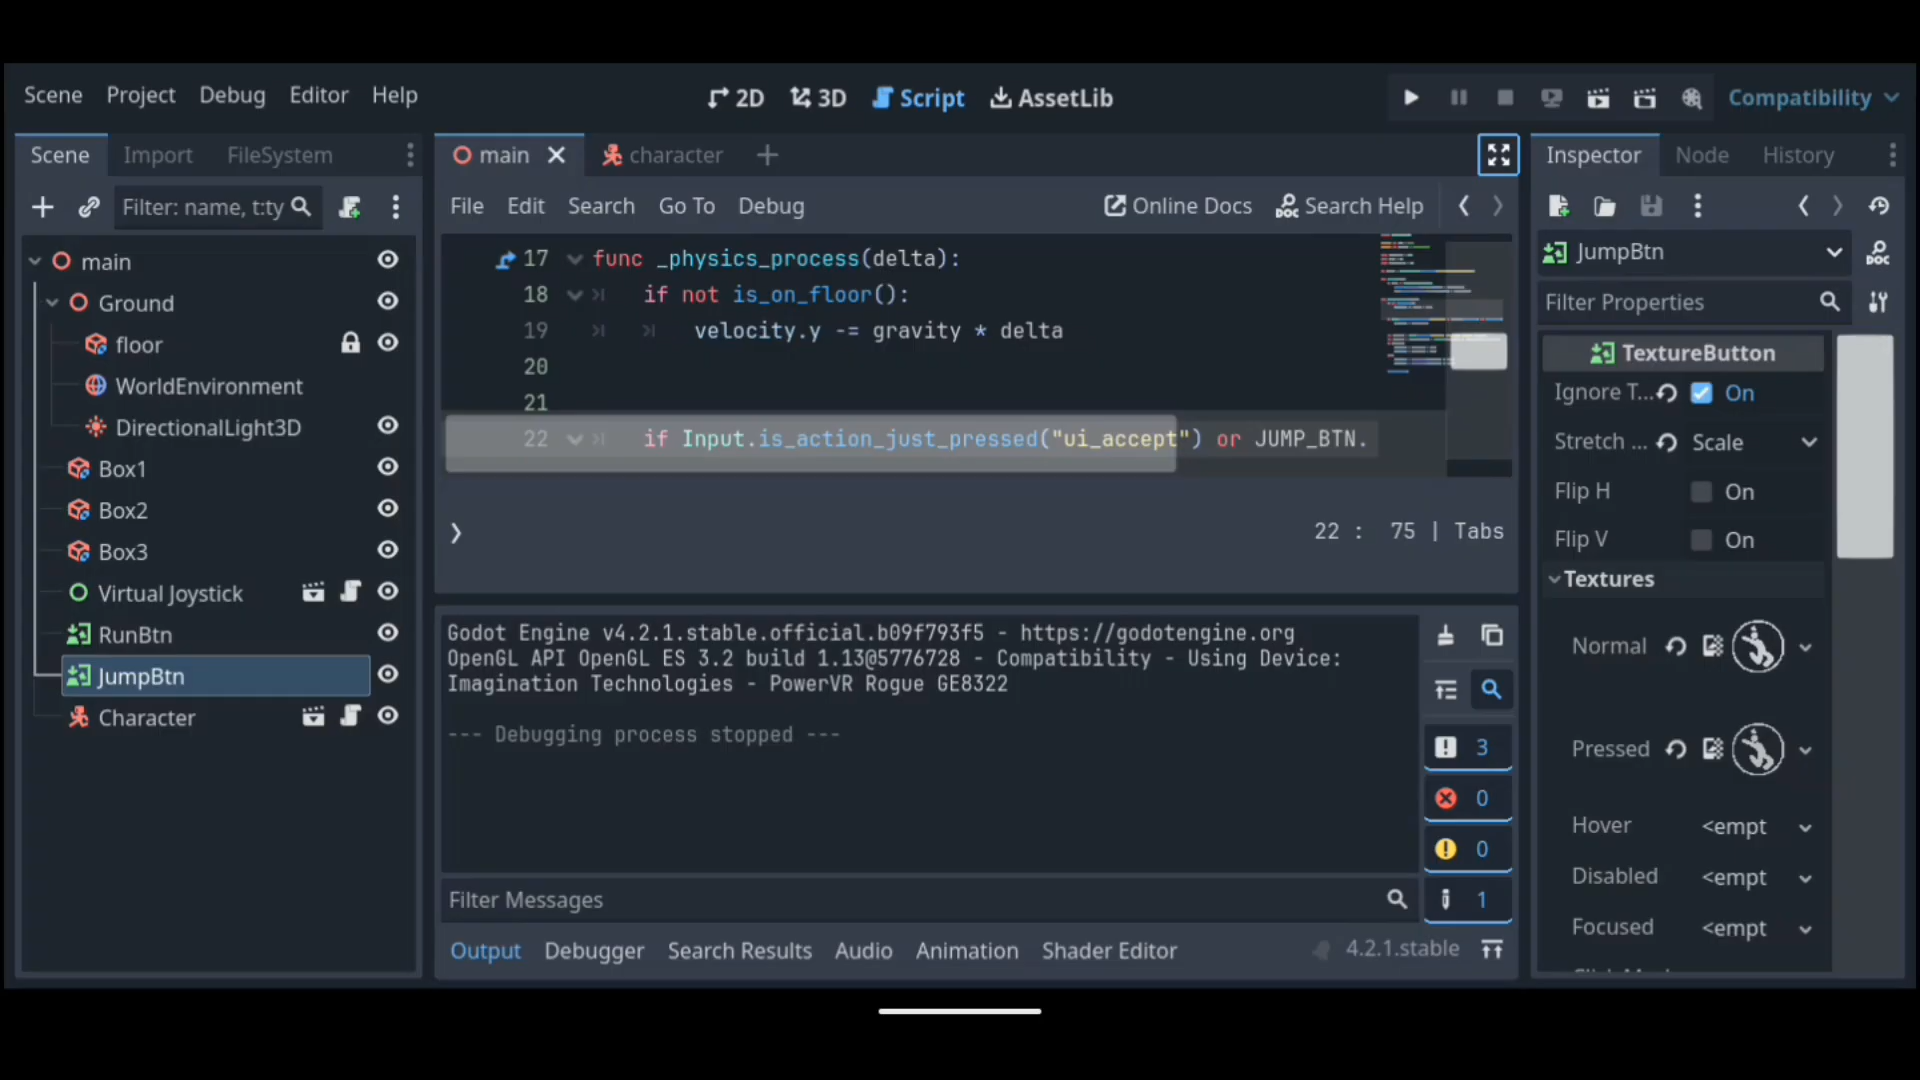 Scene Project Debug Editor Help
2D 3D Script AssetLib
Compatibility
Scene Import FileSystem
main character
Inspector Node History
Filter: name, t:ty
File Edit Search Go To Debug
Online Docs Search Help
JumpBtn
Filter Properties
main
Ground
floor
WorldEnvironment
DirectionalLight3D
Box1
Box2
Box3
Virtual Joystick
RunBtn
JumpBtn
Character
17 func _physics_process(delta):
18 if not is_on_floor():
19 velocity.y -= gravity * delta
20
21
22 if Input.is_action_just_pressed("ui_accept") or JUMP_BTN.
22 : 75 | Tabs
Godot Engine v4.2.1.stable.official.b09f793f5 - https://godotengine.org
OpenGL API OpenGL ES 3.2 build 1.13@5776728 - Compatibility - Using Device:
Imagination Technologies - PowerVR Rogue GE8322
--- Debugging process stopped ---
3
0
0
1
Filter Messages
Output Debugger Search Results Audio Animation Shader Editor
4.2.1.stable
TextureButton
Ignore T... On
Stretch ... Scale
Flip H On
Flip V On
Textures
Normal
Pressed
Hover <empt
Disabled <empt
Focused <empt